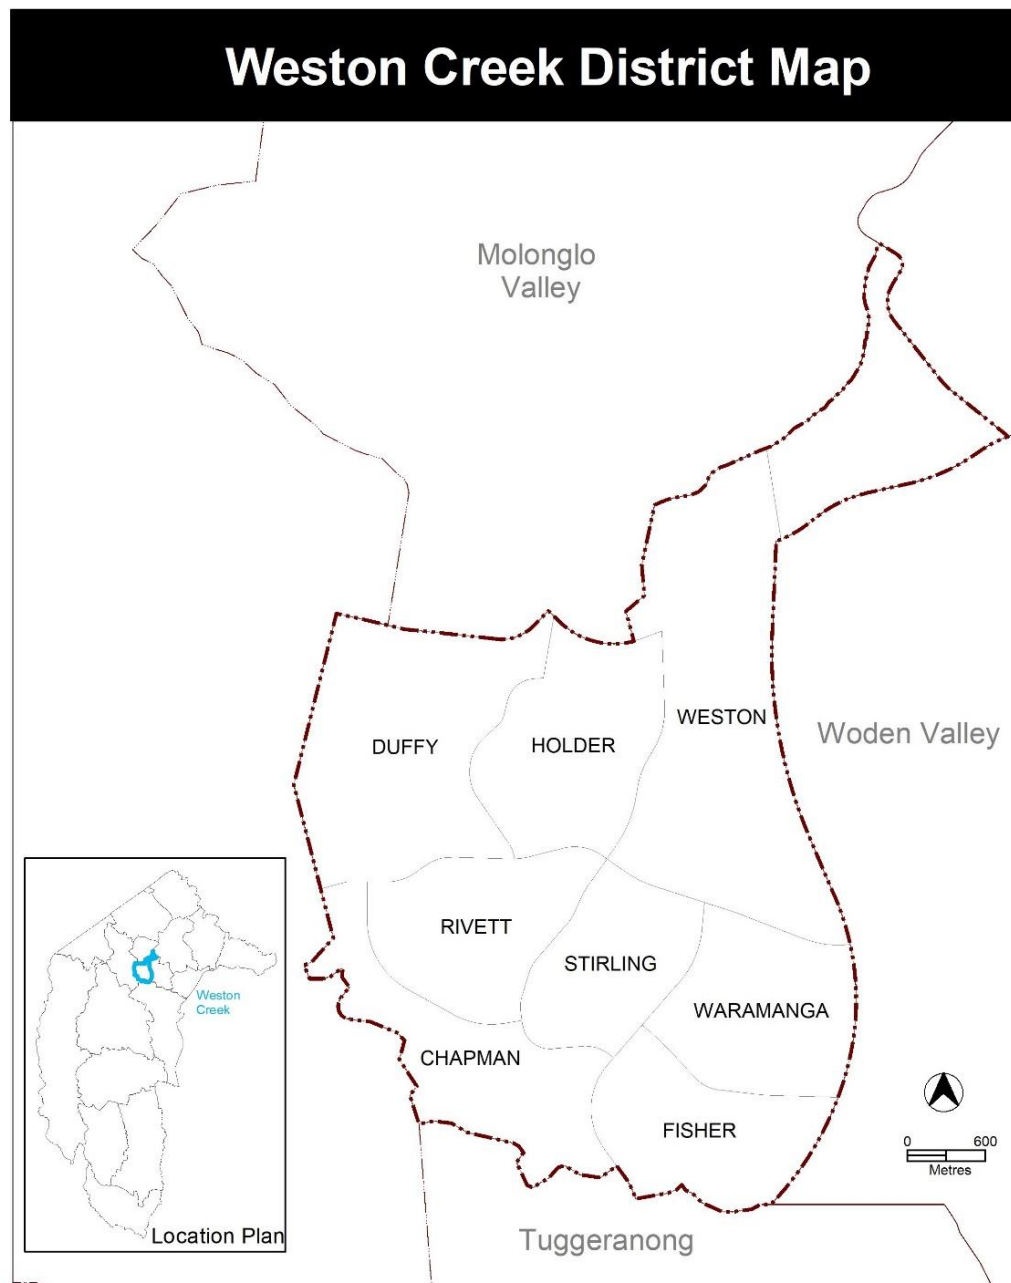 Weston Creek District Map
Molonglo
Valley
WESTON
Woden Valley
DUFFY
HOLDER
RIVETT
STIRLING
Weston
Creek
WARAMANGA
CHAPMAN
FISHER
0 600
Metres
Location Plan
Tuggeranong